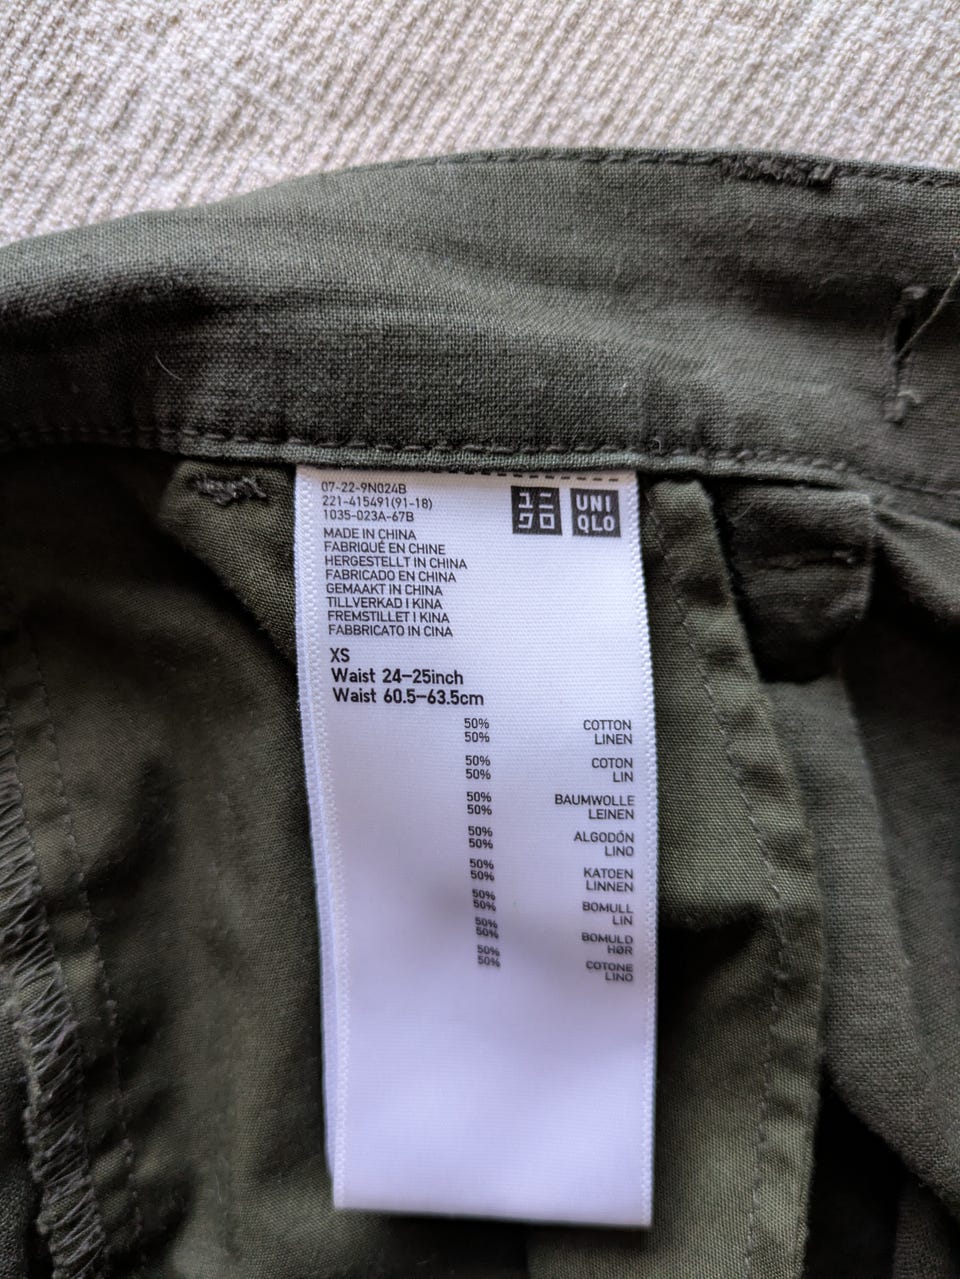 07-22-9N024B
221-415491(91-18)
1035-023A-67B
ユニ
クロ
UNI
QLO
MADE IN CHINA
FABRIQUÉ EN CHINE
HERGESTELLT IN CHINA
FABRICADO EN CHINA
GEMAAKT IN CHINA
TILLVERKAD I KINA
FREMSTILLET I KINA
FABBRICATO IN CINA
XS
Waist 24–25inch
Waist 60.5–63.5cm
50% COTTON
50% LINEN
50% COTON
50% LIN
50% BAUMWOLLE
50% LEINEN
50% ALGODÓN
50% LINO
50% KATOEN
50% LINNEN
50% BOMULL
50% LIN
50% BOMULD
50% HØR
50% COTONE
50% LINO